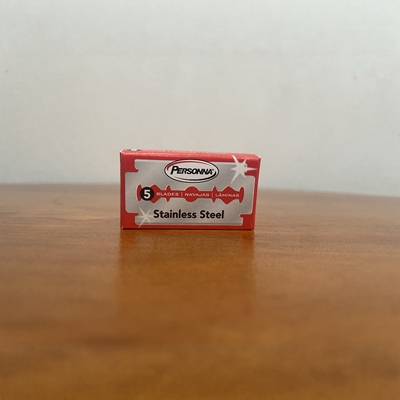 PERSONNA
5 BLADES | NAVAJAS | LÂMINAS
Stainless Steel